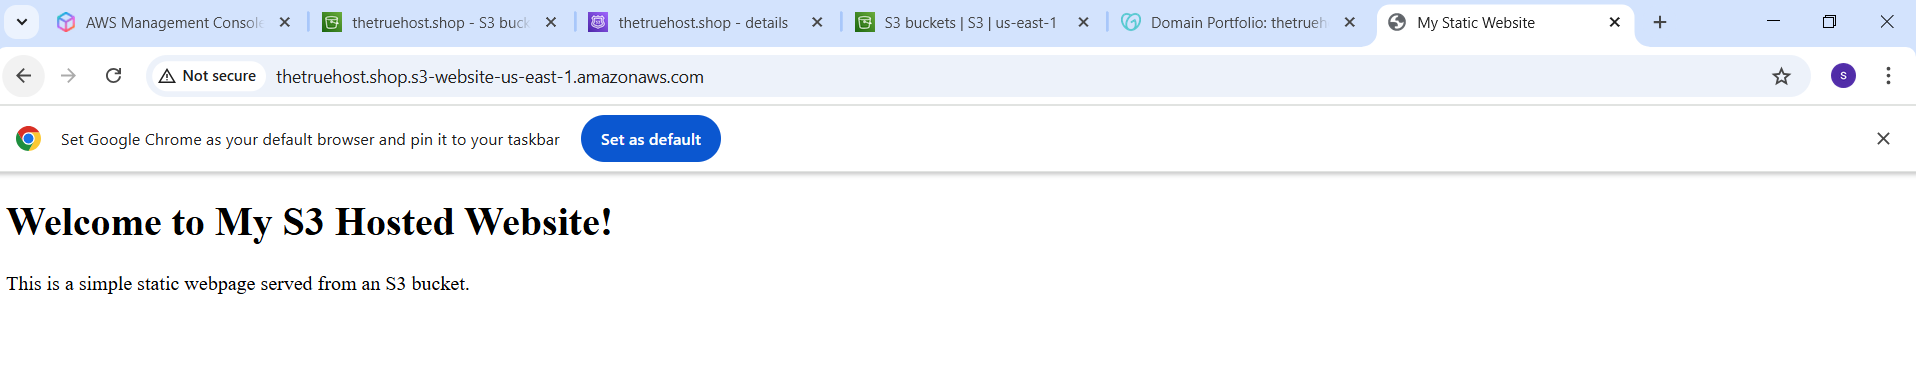 AWS Management Console
thetruehost.shop - S3 buck
thetruehost.shop - details
S3 buckets | S3 | us-east-1
Domain Portfolio: thetrueh
My Static Website
Not secure
thetruehost.shop.s3-website-us-east-1.amazonaws.com
S
Set Google Chrome as your default browser and pin it to your taskbar
Set as default
Welcome to My S3 Hosted Website!
This is a simple static webpage served from an S3 bucket.